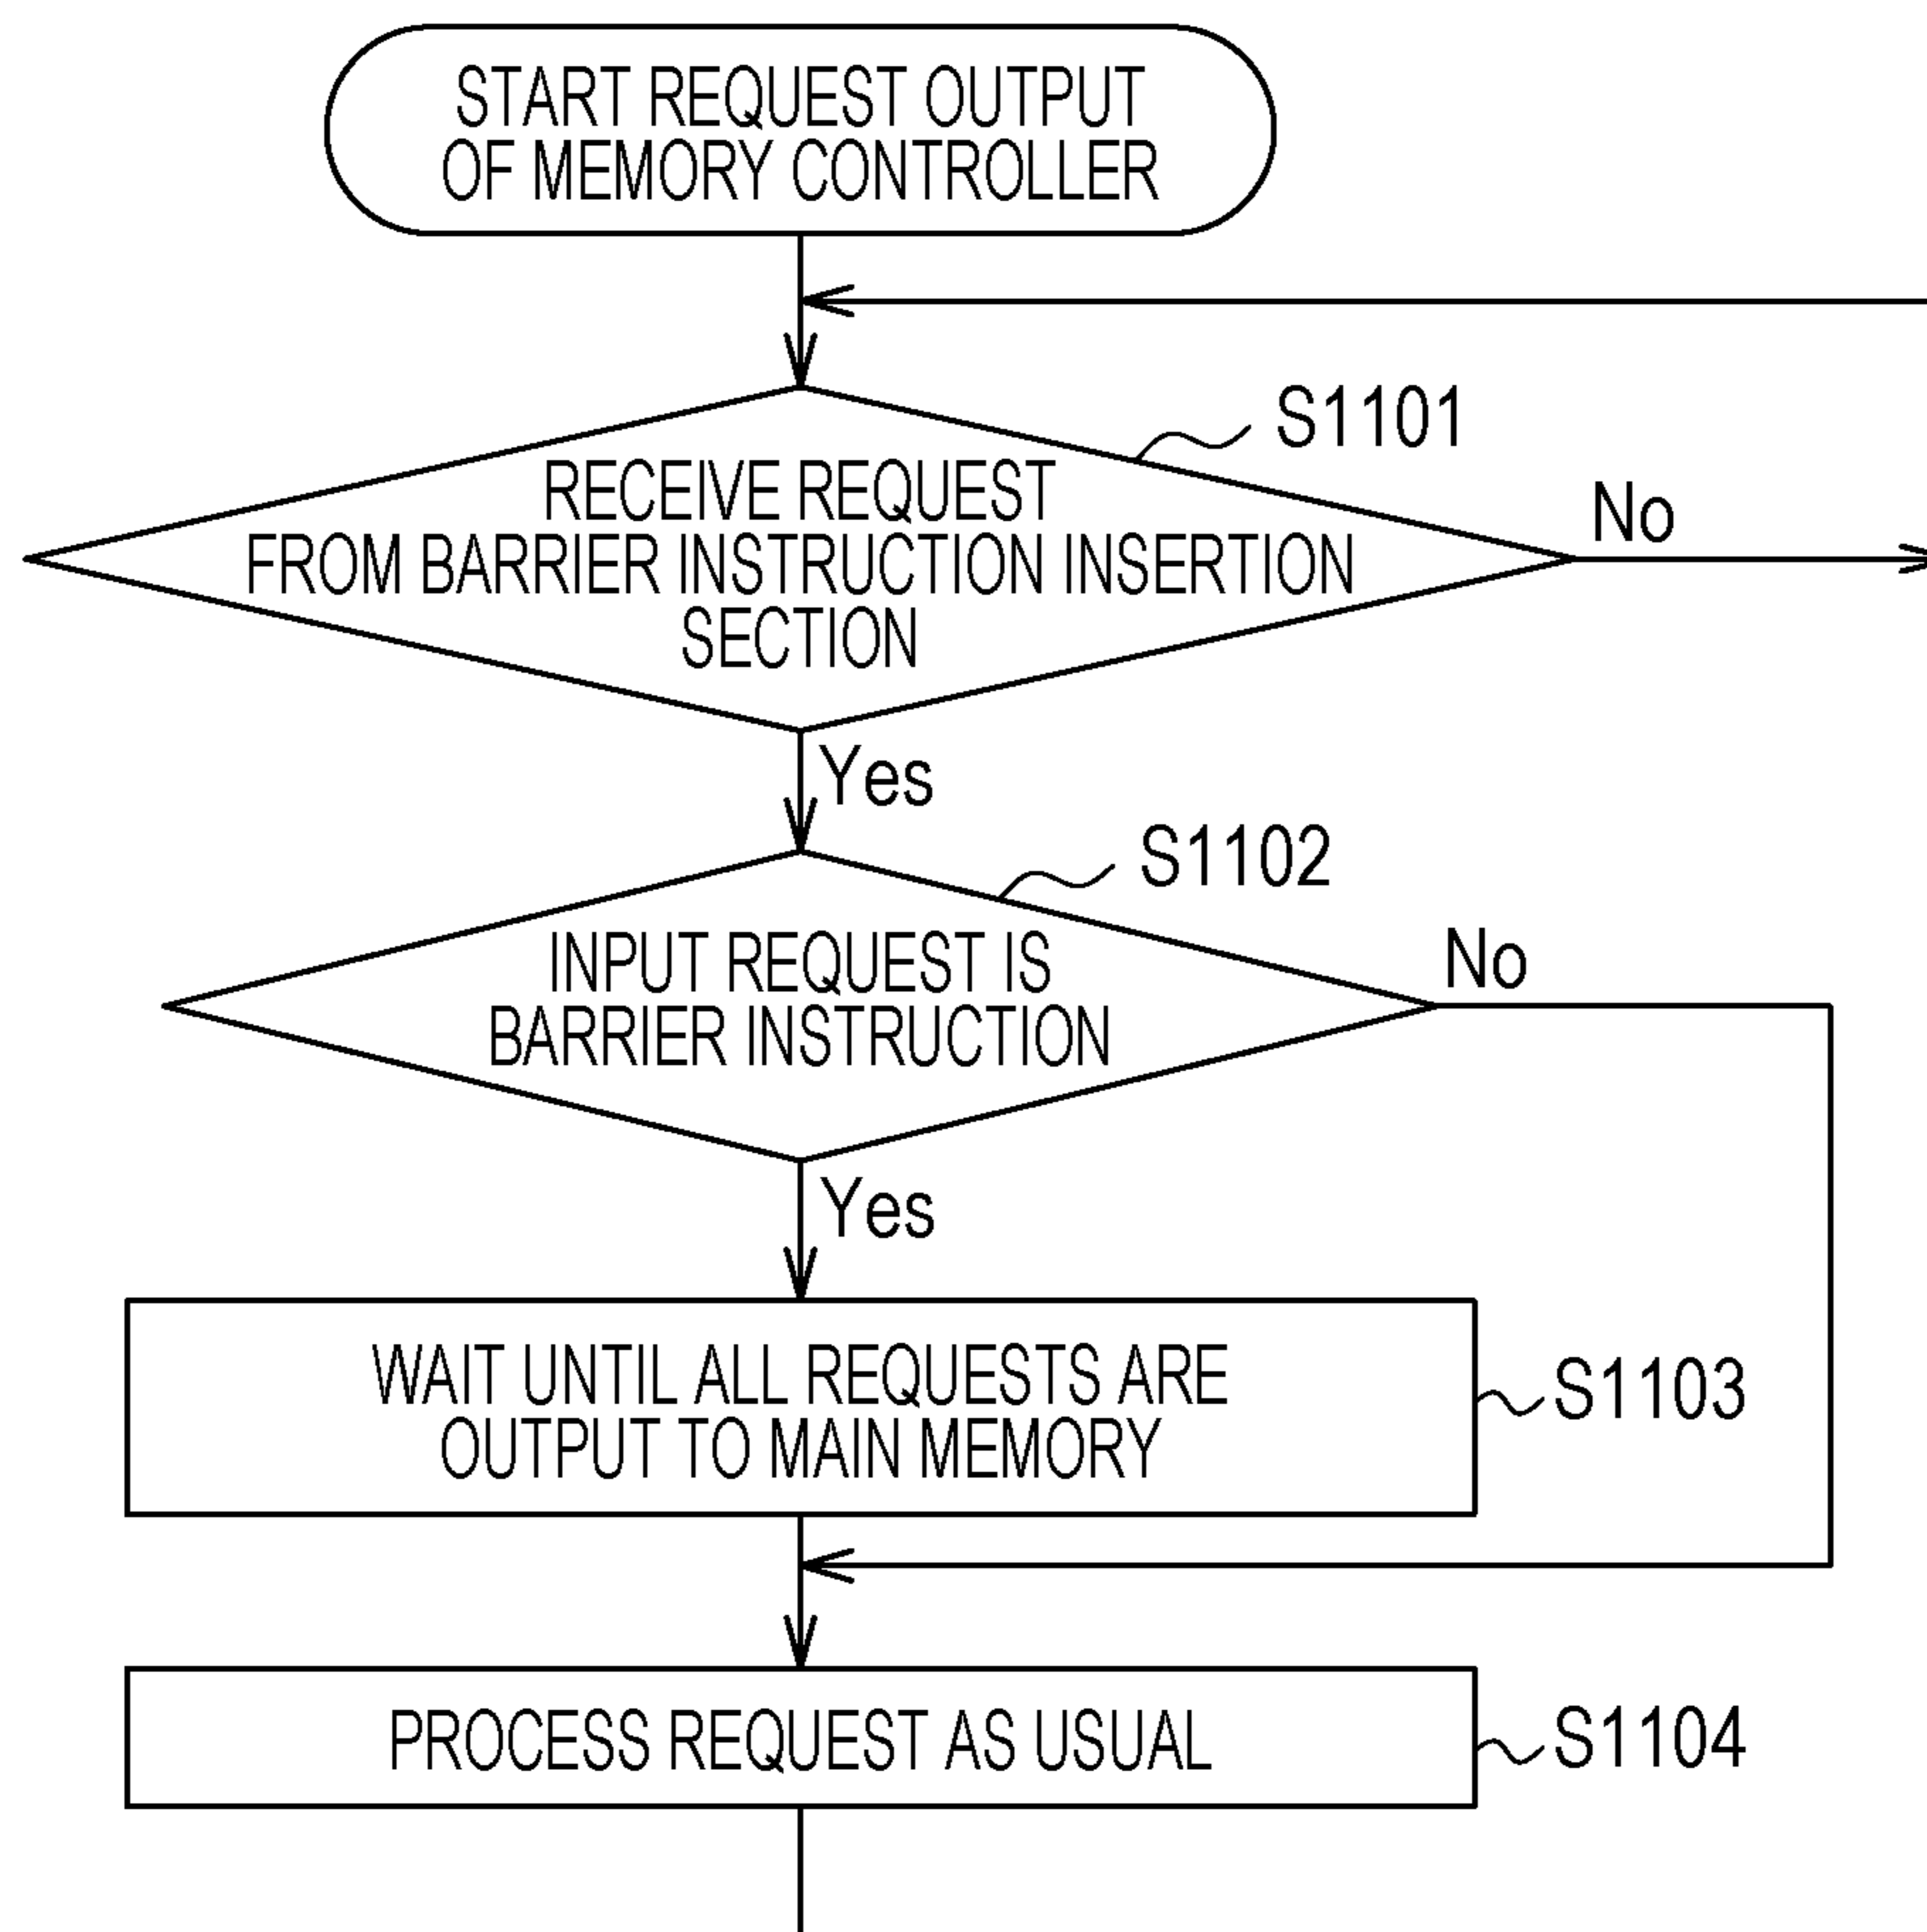 START REQUEST OUTPUT
OF MEMORY CONTROLLER
S1101
RECEIVE REQUEST
FROM BARRIER INSTRUCTION INSERTION
SECTION
No
Yes
S1102
INPUT REQUEST IS
BARRIER INSTRUCTION
No
Yes
WAIT UNTIL ALL REQUESTS ARE
OUTPUT TO MAIN MEMORY
S1103
PROCESS REQUEST AS USUAL
S1104